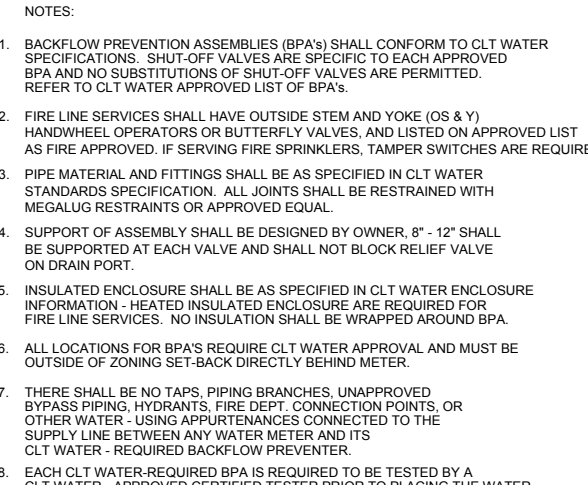 NOTES:
1. BACKFLOW PREVENTION ASSEMBLIES (BPA's) SHALL CONFORM TO CLT WATER
SPECIFICATIONS. SHUT-OFF VALVES ARE SPECIFIC TO EACH APPROVED
BPA AND NO SUBSTITUTIONS OF SHUT-OFF VALVES ARE PERMITTED.
REFER TO CLT WATER APPROVED LIST OF BPA's.
2. FIRE LINE SERVICES SHALL HAVE OUTSIDE STEM AND YOKE (OS & Y)
HANDWHEEL OPERATORS OR BUTTERFLY VALVES, AND LISTED ON APPROVED LIST
AS FIRE APPROVED. IF SERVING FIRE SPRINKLERS, TAMPER SWITCHES ARE REQUIRE
3. PIPE MATERIAL AND FITTINGS SHALL BE AS SPECIFIED IN CLT WATER
STANDARDS SPECIFICATION. ALL JOINTS SHALL BE RESTRAINED WITH
MEGALUG RESTRAINTS OR APPROVED EQUAL.
4. SUPPORT OF ASSEMBLY SHALL BE DESIGNED BY OWNER, 8" - 12" SHALL
BE SUPPORTED AT EACH VALVE AND SHALL NOT BLOCK RELIEF VALVE
ON DRAIN PORT.
5. INSULATED ENCLOSURE SHALL BE AS SPECIFIED IN CLT WATER ENCLOSURE
INFORMATION - HEATED INSULATED ENCLOSURE ARE REQUIRED FOR
FIRE LINE SERVICES. NO INSULATION SHALL BE WRAPPED AROUND BPA.
6. ALL LOCATIONS FOR BPA'S REQUIRE CLT WATER APPROVAL AND MUST BE
OUTSIDE OF ZONING SET-BACK DIRECTLY BEHIND METER.
7. THERE SHALL BE NO TAPS, PIPING BRANCHES, UNAPPROVED
BYPASS PIPING, HYDRANTS, FIRE DEPT. CONNECTION POINTS, OR
OTHER WATER - USING APPURTENANCES CONNECTED TO THE
SUPPLY LINE BETWEEN ANY WATER METER AND ITS
CLT WATER - REQUIRED BACKFLOW PREVENTER.
8. EACH CLT WATER-REQUIRED BPA IS REQUIRED TO BE TESTED BY A
CLT WATER - APPROVED CERTIFIED TESTER PRIOR TO PLACING THE WATER